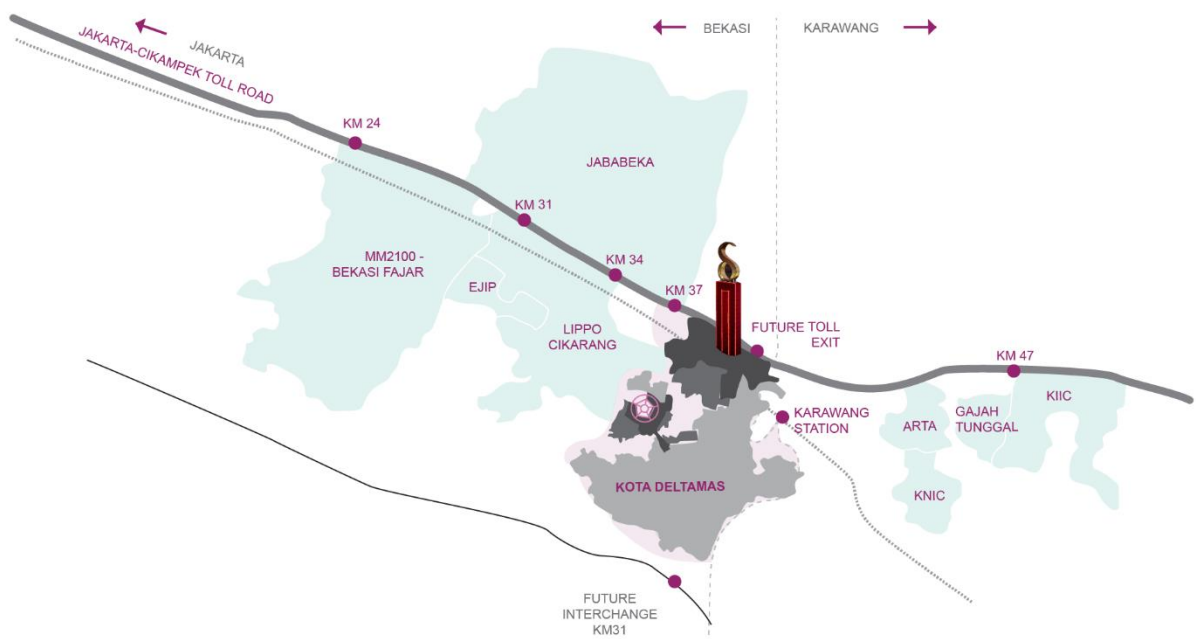 BEKASI
KARAWANG
JAKARTA
JAKARTA-CIKAMPEK TOLL ROAD
KM 24
JABABEKA
KM 31
MM2100 -
BEKASI FAJAR
KM 34
EJIP
KM 37
LIPPO
CIKARANG
FUTURE TOLL
EXIT
KM 47
KIIC
KARAWANG
STATION
ARTA
GAJAH
TUNGGAL
KOTA DELTAMAS
KNIC
FUTURE
INTERCHANGE
KM31